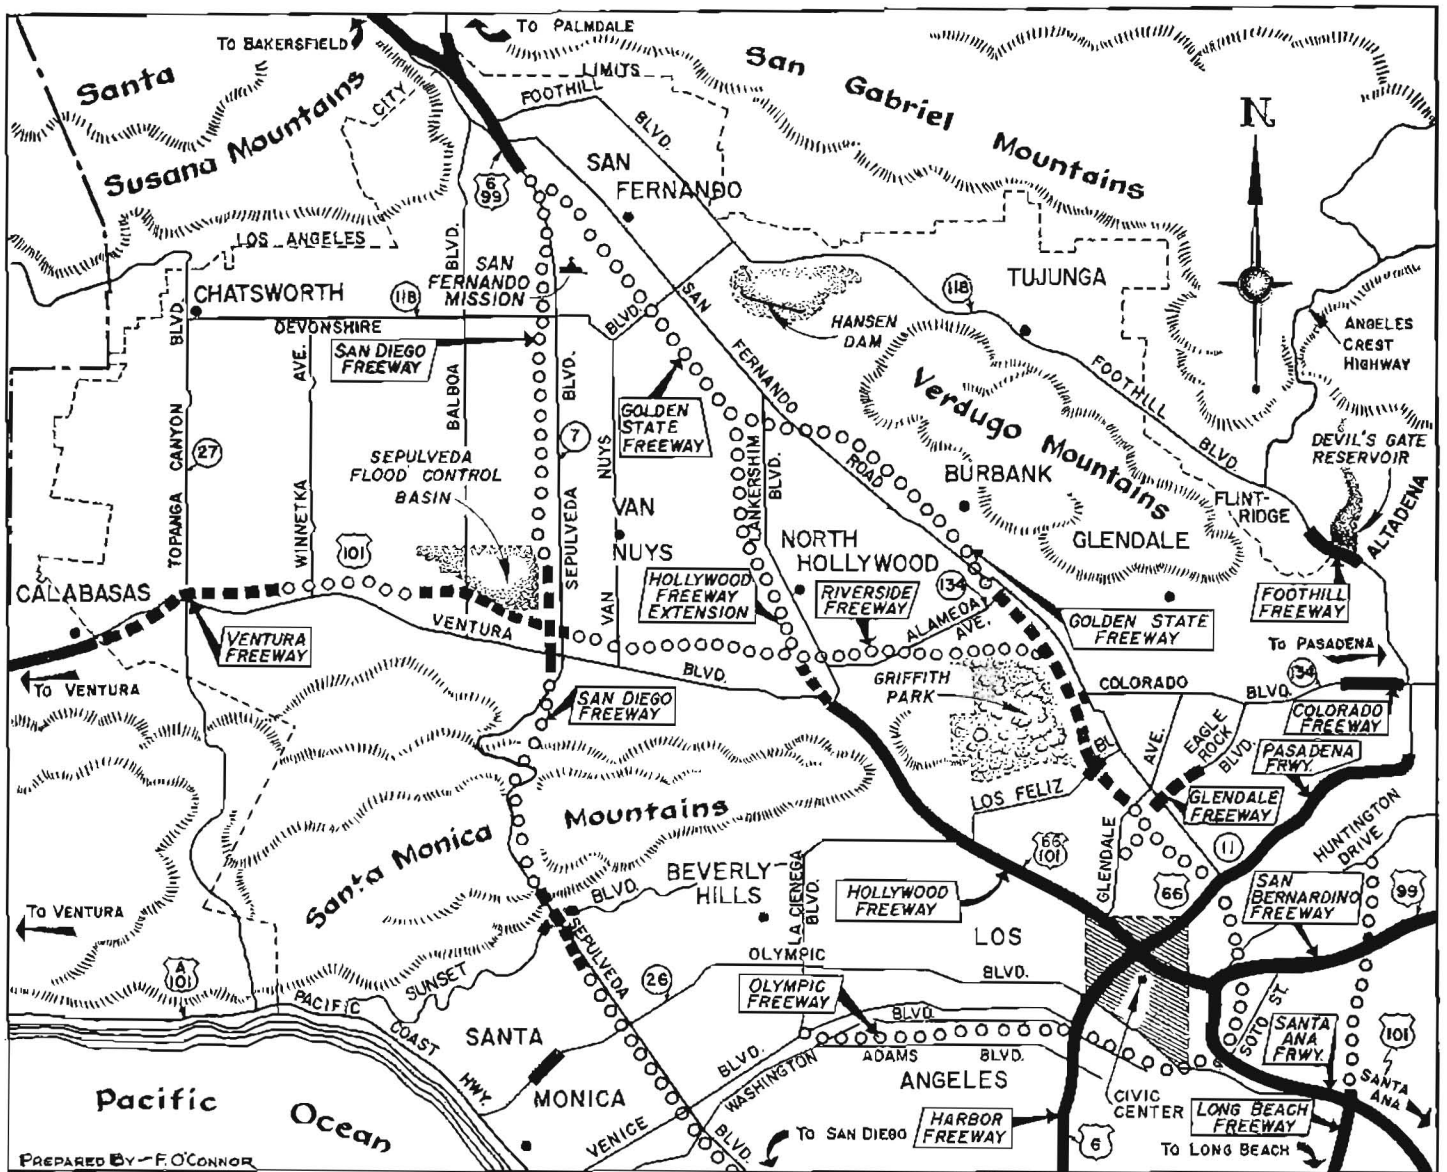 TO BAKERSFIELD
TO PALMDALE
Santa
Susana Mountains
CITY
LIMITS
FOOTHILL
BLVD.
San Gabriel Mountains
N
6
99
SAN
FERNANDO
LOS ANGELES
BLVD.
SAN
FERNANDO
MISSION
CHATSWORTH
118
DEVONSHIRE
BLVD.
SAN
FERNANDO
ROAD
HANSEN
DAM
118
TUJUNGA
ANGELES
CREST
HIGHWAY
SAN DIEGO
FREEWAY
BLVD.
AVE.
BALBOA
BLVD.
GOLDEN
STATE
FREEWAY
Verdugo Mountains
FOOTHILL
BLVD.
DEVIL'S GATE
RESERVOIR
TOPANGA CANYON
BLVD.
27
WINNETKA
SEPULVEDA
FLOOD CONTROL
BASIN
7
NUYS
VAN
SEPULVEDA
VAN
NUYS
LANKERSHIM
BLVD.
BURBANK
FLINT-
RIDGE
ALTADENA
NORTH
HOLLYWOOD
GLENDALE
101
CALABASAS
HOLLYWOOD
FREEWAY
EXTENSION
RIVERSIDE
FREEWAY
134
ALAMEDA
AVE.
GOLDEN STATE
FREEWAY
FOOTHILL
FREEWAY
VENTURA
FREEWAY
VENTURA
BLVD.
TO PASADENA
TO VENTURA
GRIFFITH
PARK
COLORADO
BLVD.
134
SAN DIEGO
FREEWAY
COLORADO
FREEWAY
EAGLE
ROCK
BLVD.
AVE.
PASADENA
FRWY.
BL.
LOS FELIZ
GLENDALE
GLENDALE
FREEWAY
Santa Monica
Mountains
66
101
11
HUNTINGTON
DRIVE
BEVERLY
HILLS
BLVD.
LA CIENEGA
BLVD.
HOLLYWOOD
FREEWAY
66
SAN
BERNARDINO
FREEWAY
99
TO VENTURA
A
101
SUNSET
SEPULVEDA
26
OLYMPIC
BLVD.
LOS
OLYMPIC
FREEWAY
BLVD.
PACIFIC
COAST
HWY.
SANTA
MONICA
BLVD.
WASHINGTON
ADAMS
BLVD.
ANGELES
SOTO ST.
SANTA
ANA
FRWY.
101
SANTA
ANA
CIVIC
CENTER
Pacific
Ocean
VENICE
BLVD.
TO SAN DIEGO
HARBOR
FREEWAY
6
LONG BEACH
FREEWAY
TO LONG BEACH
PREPARED BY - F. O'CONNOR